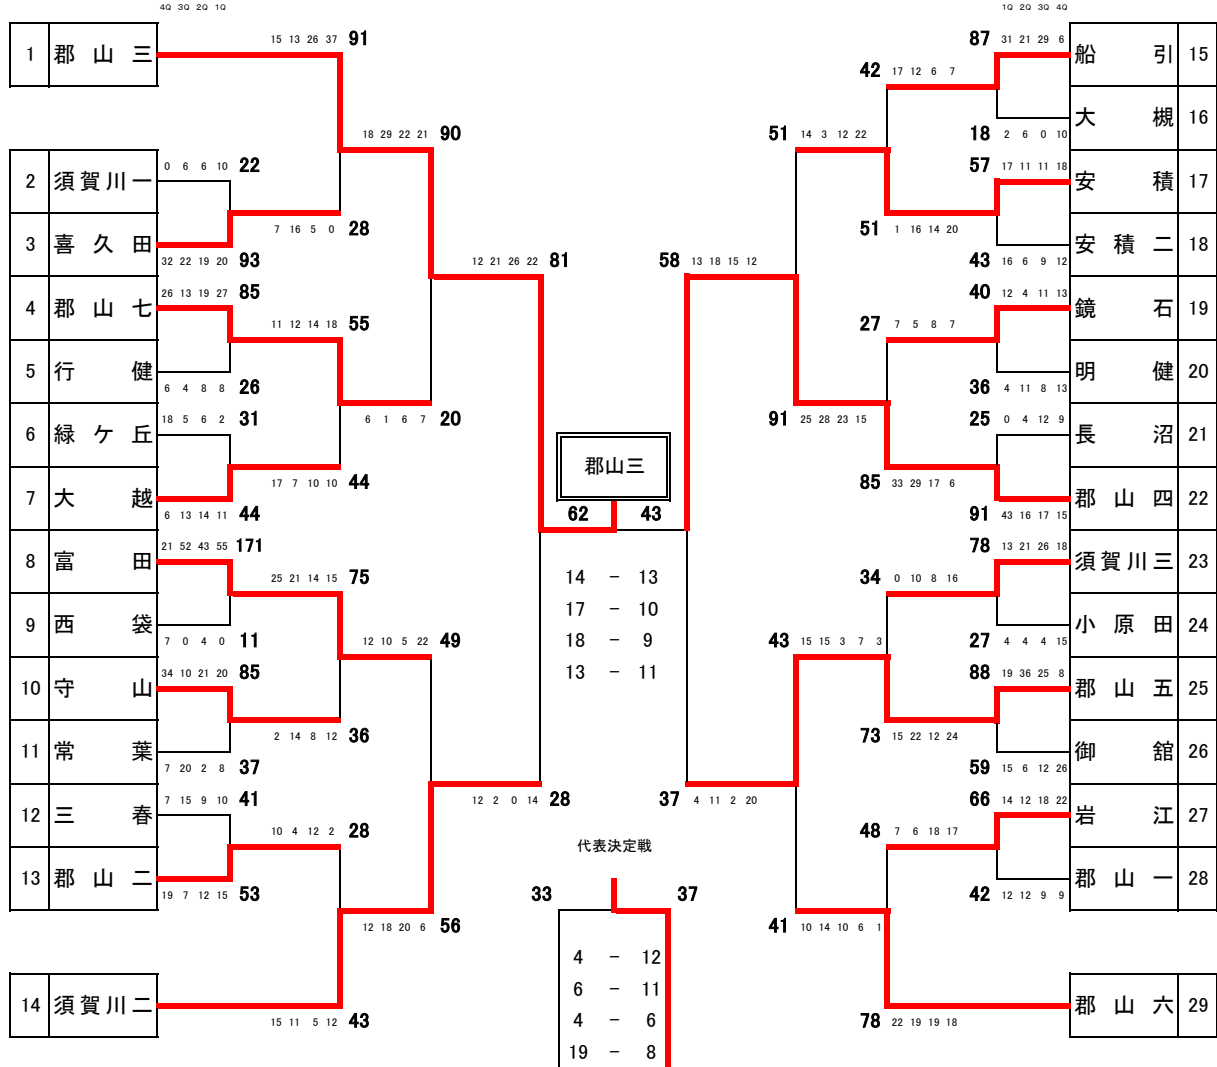 4Q 3Q 2Q 1Q
1Q 2Q 3Q 4Q
1 郡山三
15 13 26 37 91
18 29 22 21 90
2 須賀川一
0 6 6 10 22
7 16 5 0 28
3 喜久田
32 22 19 20 93
12 21 26 22 81
4 郡山七
26 13 19 27 85
11 12 14 18 55
5 行健
6 4 8 8 26
6 1 6 7 20
6 緑ケ丘
18 5 6 2 31
17 7 10 10 44
7 大越
6 13 14 11 44
8 富田
21 52 43 55 171
25 21 14 15 75
9 西袋
7 0 4 0 11
12 10 5 22 49
10 守山
34 10 21 20 85
2 14 8 12 36
11 常葉
7 20 2 8 37
12 2 0 14 28
12 三春
7 15 9 10 41
10 4 12 2 28
13 郡山二
19 7 12 15 53
12 18 20 6 56
14 須賀川二
15 11 5 12 43
郡山三
62 43
14 － 13
17 － 10
18 － 9
13 － 11
代表決定戦
33 37
4 － 12
6 － 11
4 － 6
19 － 8
87 31 21 29 6
船引 15
42 17 12 6 7
大槻 16
18 2 6 0 10
51 14 3 12 22
57 17 11 11 18
安積 17
51 1 16 14 20
安積二 18
43 16 6 9 12
58 13 18 15 12
40 12 4 11 13
鏡石 19
27 7 5 8 7
明健 20
36 4 11 8 13
91 25 28 23 15
25 0 4 12 9
長沼 21
85 33 29 17 6
郡山四 22
91 43 16 17 15
78 13 21 26 18
須賀川三 23
34 0 10 8 16
小原田 24
27 4 4 4 15
43 15 15 3 7 3
88 19 36 25 8
郡山五 25
73 15 22 12 24
御舘 26
59 15 6 12 26
37 4 11 2 20
66 14 12 18 22
岩江 27
48 7 6 18 17
郡山一 28
42 12 12 9 9
41 10 14 10 6 1
郡山六 29
78 22 19 19 18